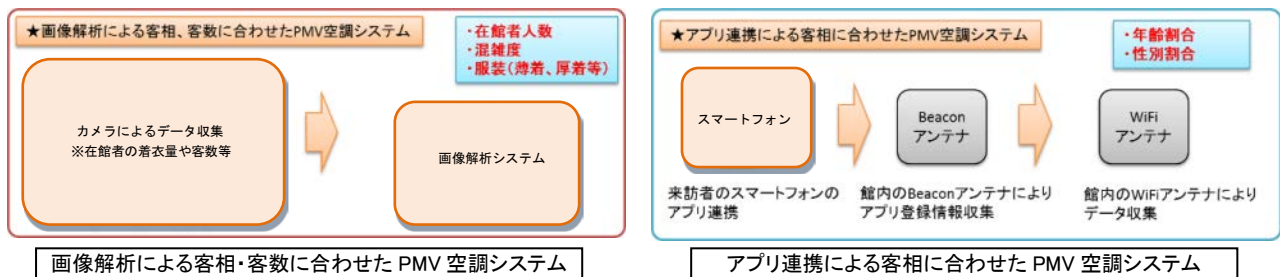 ★画像解析による客相、客数に合わせたPMV空調システム
・在館者人数
・混雑度
・服装(薄着、厚着等)
カメラによるデータ収集
※在館者の着衣量や客数等
画像解析システム
画像解析による客相・客数に合わせた PMV 空調システム
★アプリ連携による客相に合わせたPMV空調システム
・年齢割合
・性別割合
スマートフォン
Beacon
アンテナ
WiFi
アンテナ
来訪者のスマートフォンの
アプリ連携
館内のBeaconアンテナにより
アプリ登録情報収集
館内のWiFiアンテナにより
データ収集
アプリ連携による客相に合わせた PMV 空調システム